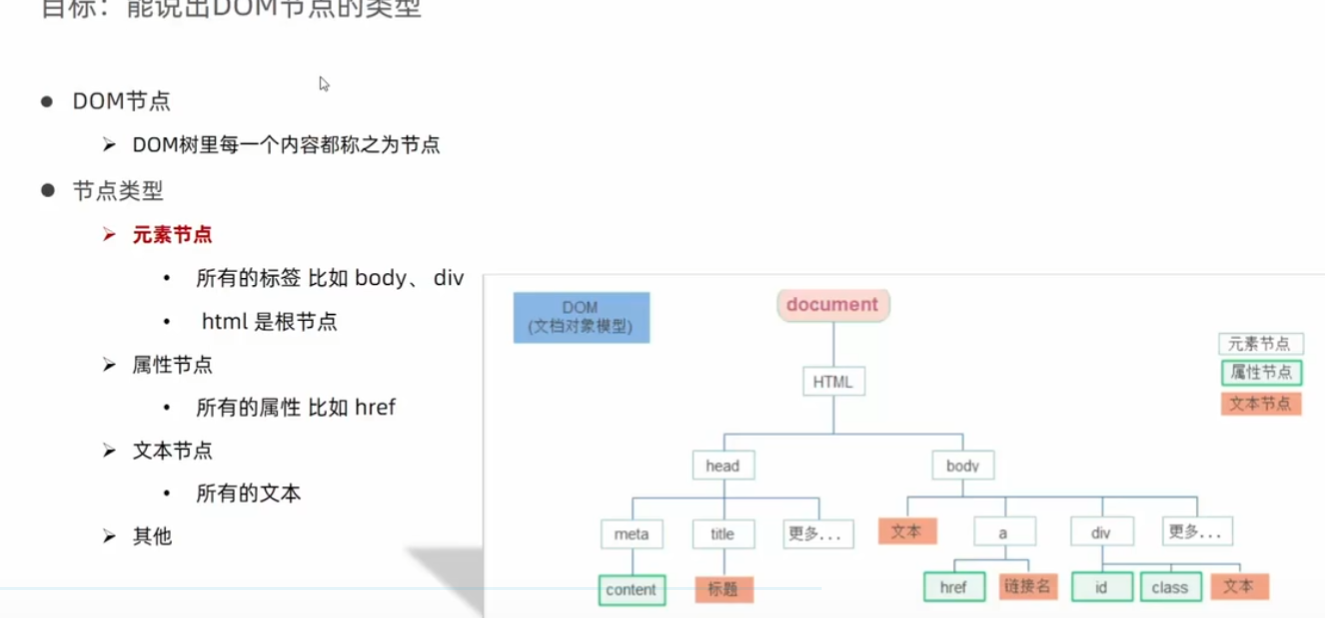 目标：能说出DOM节点的类型
DOM节点
DOM树里每一个内容都称之为节点
节点类型
元素节点
所有的标签 比如 body、 div
html 是根节点
属性节点
所有的属性 比如 href
文本节点
所有的文本
其他
DOM
(文档对象模型)
document
元素节点
属性节点
文本节点
HTML
head
body
meta
title
更多...
文本
a
div
更多...
content
标题
href
链接名
id
class
文本